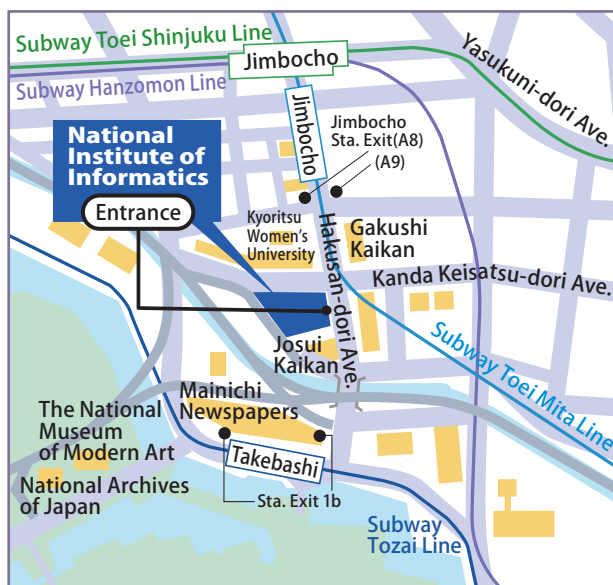 Subway Toei Shinjuku Line
Jimbocho
Subway Hanzomon Line
Yasukuni-dori Ave.
National
Institute of
Informatics
Entrance
Jimbocho
Jimbocho
Sta. Exit(A8)
(A9)
Kyoritsu
Women's
University
Hakusan-dori Ave.
Gakushi
Kaikan
Kanda Keisatsu-dori Ave.
Josui
Kaikan
Subway Toei Mita Line
Mainichi
Newspapers
The National
Museum
of Modern Art
Takebashi
National Archives
of Japan
Sta. Exit 1b
Subway
Tozai Line